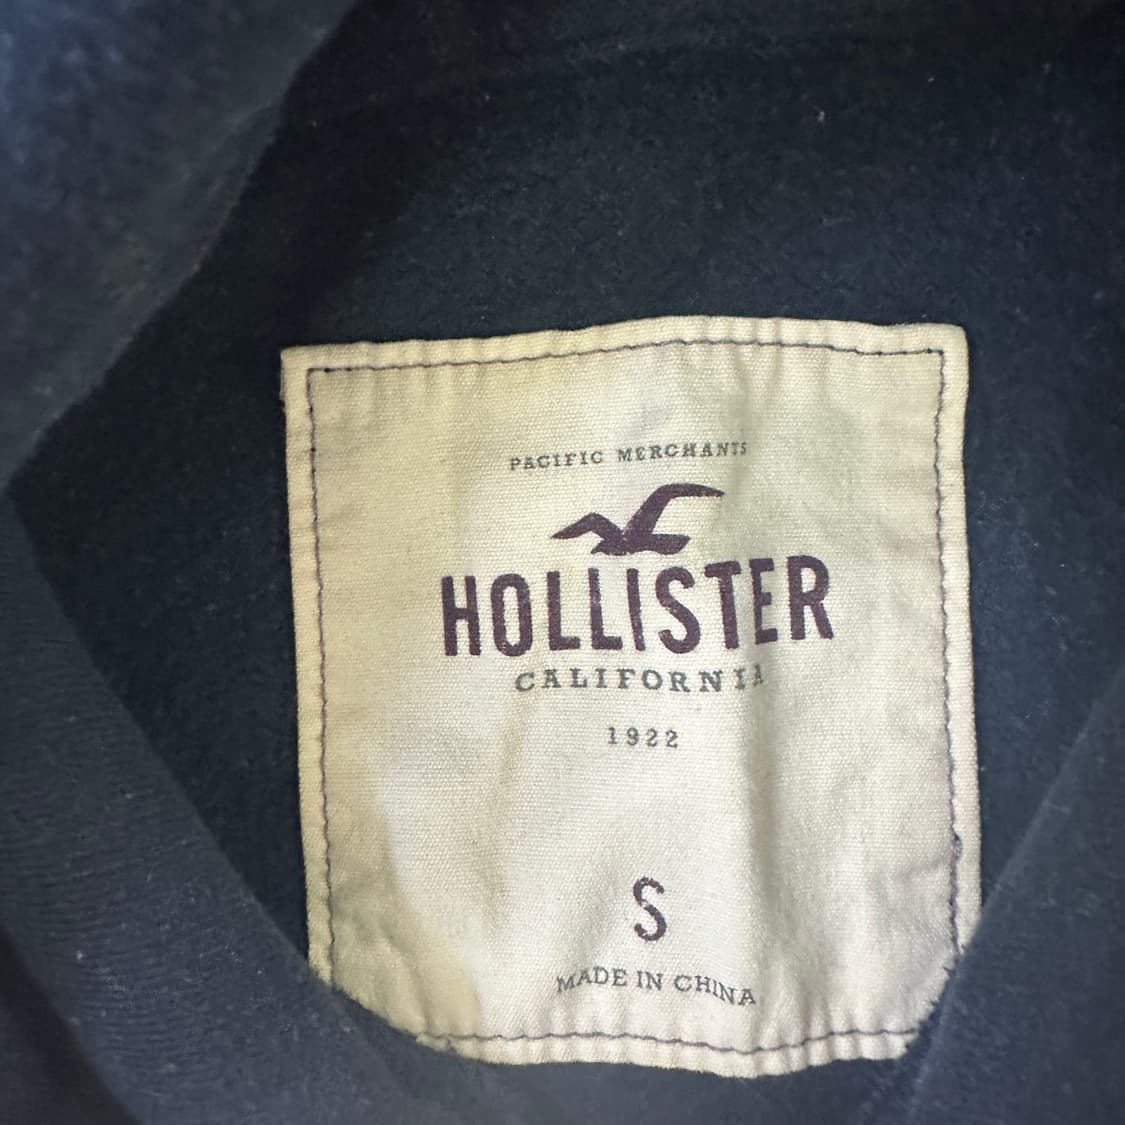 PACIFIC MERCHANTS
HOLLISTER
CALIFORNIA
1922
S
MADE IN CHINA